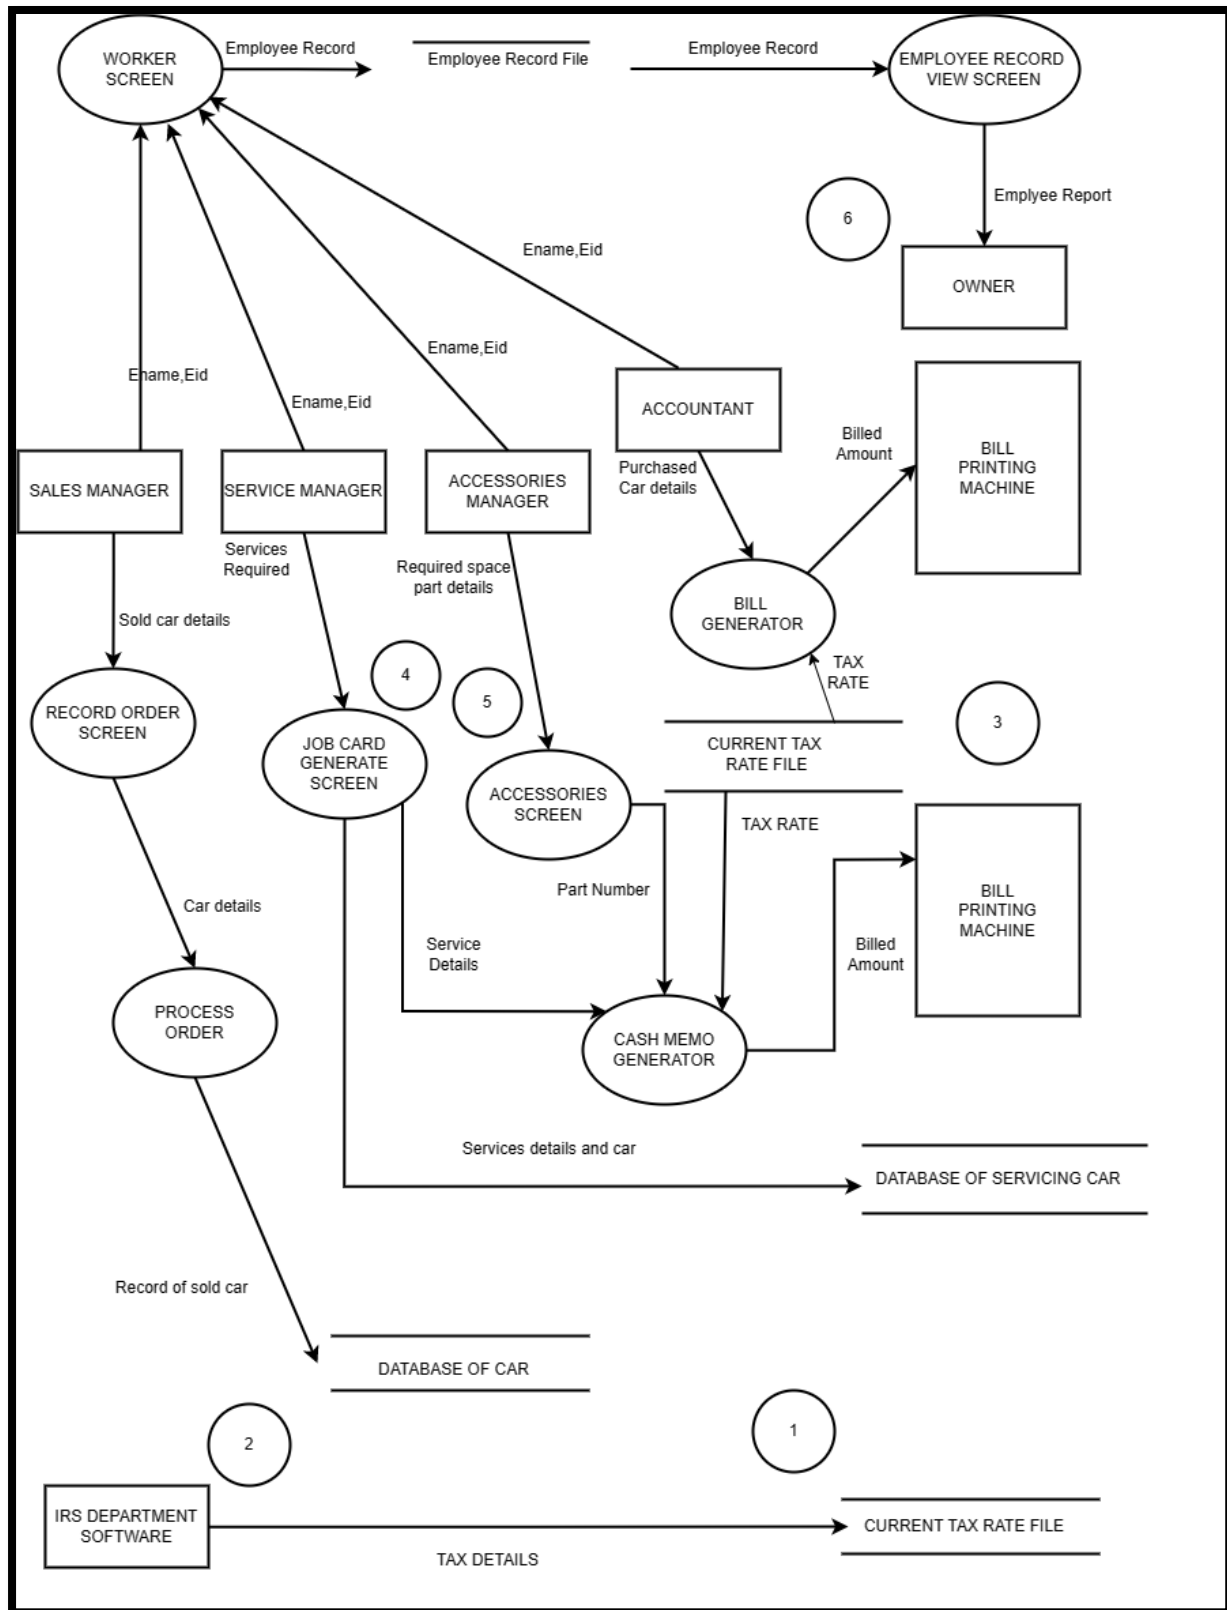 WORKER
SCREEN
Employee Record
Employee Record File
Employee Record
EMPLOYEE RECORD
VIEW SCREEN
6
Emplyee Report
OWNER
Ename,Eid
Ename,Eid
Ename,Eid
Ename,Eid
ACCOUNTANT
SALES MANAGER
SERVICE MANAGER
ACCESSORIES
MANAGER
Purchased
Car details
Billed
Amount
BILL
PRINTING
MACHINE
Services
Required
Required space
part details
Sold car details
BILL
GENERATOR
TAX
RATE
4
5
3
RECORD ORDER
SCREEN
JOB CARD
GENERATE
SCREEN
ACCESSORIES
SCREEN
CURRENT TAX
RATE FILE
TAX RATE
Part Number
BILL
PRINTING
MACHINE
Car details
Service
Details
Billed
Amount
PROCESS
ORDER
CASH MEMO
GENERATOR
Services details and car
DATABASE OF SERVICING CAR
Record of sold car
DATABASE OF CAR
2
1
IRS DEPARTMENT
SOFTWARE
TAX DETAILS
CURRENT TAX RATE FILE